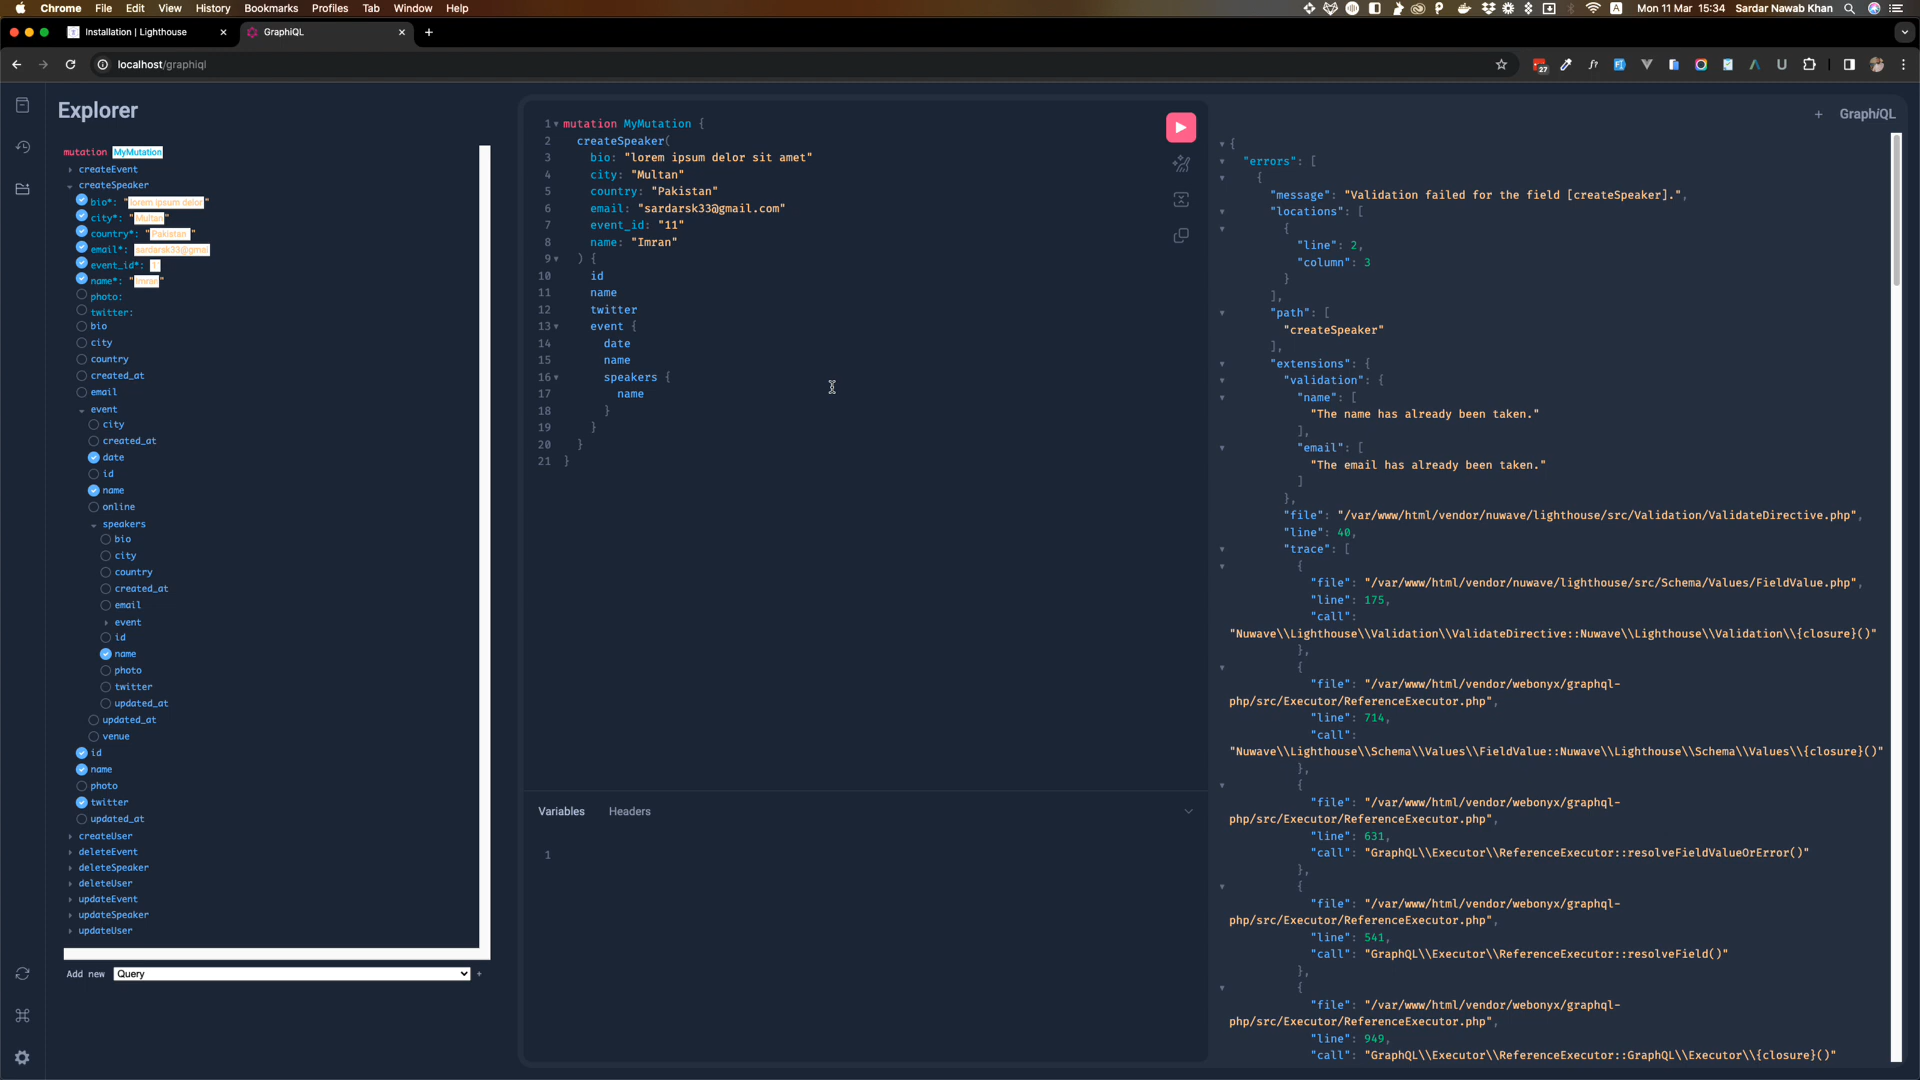 Chrome File Edit View History Bookmarks Profiles Tab Window Help
Mon 11 Mar 15:34 Sardar Nawab Khan
Installation | Lighthouse
GraphiQL
localhost/graphiql
27
Explorer
mutation MyMutation
createEvent
createSpeaker
bio*: "lorem ipsum delor"
city*: "Multan"
country*: "Pakistan"
email*: sardarsk33@gmai
event_id*:
name*: "Imran"
photo:
twitter:
bio
city
country
created_at
email
event
city
created_at
date
id
name
online
speakers
bio
city
country
created_at
email
event
id
name
photo
twitter
updated_at
updated_at
venue
id
name
photo
twitter
updated_at
createUser
deleteEvent
deleteSpeaker
deleteUser
updateEvent
updateSpeaker
updateUser
Add new Query +
1 mutation MyMutation {
2 createSpeaker(
3 bio: "lorem ipsum delor sit amet"
4 city: "Multan"
5 country: "Pakistan"
6 email: "sardarsk33@gmail.com"
7 event_id: "11"
8 name: "Imran"
9 ) {
10 id
11 name
12 twitter
13 event {
14 date
15 name
16 speakers {
17 name
18 }
19 }
20 }
21 }
Variables Headers
1
+ GraphiQL
{
"errors": [
{
"message": "Validation failed for the field [createSpeaker].",
"locations": [
{
"line": 2,
"column": 3
}
],
"path": [
"createSpeaker"
],
"extensions": {
"validation": {
"name": [
"The name has already been taken."
],
"email": [
"The email has already been taken."
]
},
"file": "/var/www/html/vendor/nuwave/lighthouse/src/Validation/ValidateDirective.php",
"line": 40,
"trace": [
{
"file": "/var/www/html/vendor/nuwave/lighthouse/src/Schema/Values/FieldValue.php",
"line": 175,
"call":
"Nuwave\\Lighthouse\\Validation\\ValidateDirective::Nuwave\\Lighthouse\\Validation\\{closure}()"
},
{
"file": "/var/www/html/vendor/webonyx/graphql-
php/src/Executor/ReferenceExecutor.php",
"line": 714,
"call":
"Nuwave\\Lighthouse\\Schema\\Values\\FieldValue::Nuwave\\Lighthouse\\Schema\\Values\\{closure}()"
},
{
"file": "/var/www/html/vendor/webonyx/graphql-
php/src/Executor/ReferenceExecutor.php",
"line": 631,
"call": "GraphQL\\Executor\\ReferenceExecutor::resolveFieldValueOrError()"
},
{
"file": "/var/www/html/vendor/webonyx/graphql-
php/src/Executor/ReferenceExecutor.php",
"line": 541,
"call": "GraphQL\\Executor\\ReferenceExecutor::resolveField()"
},
{
"file": "/var/www/html/vendor/webonyx/graphql-
php/src/Executor/ReferenceExecutor.php",
"line": 949,
"call": "GraphQL\\Executor\\ReferenceExecutor::GraphQL\\Executor\\{closure}()"